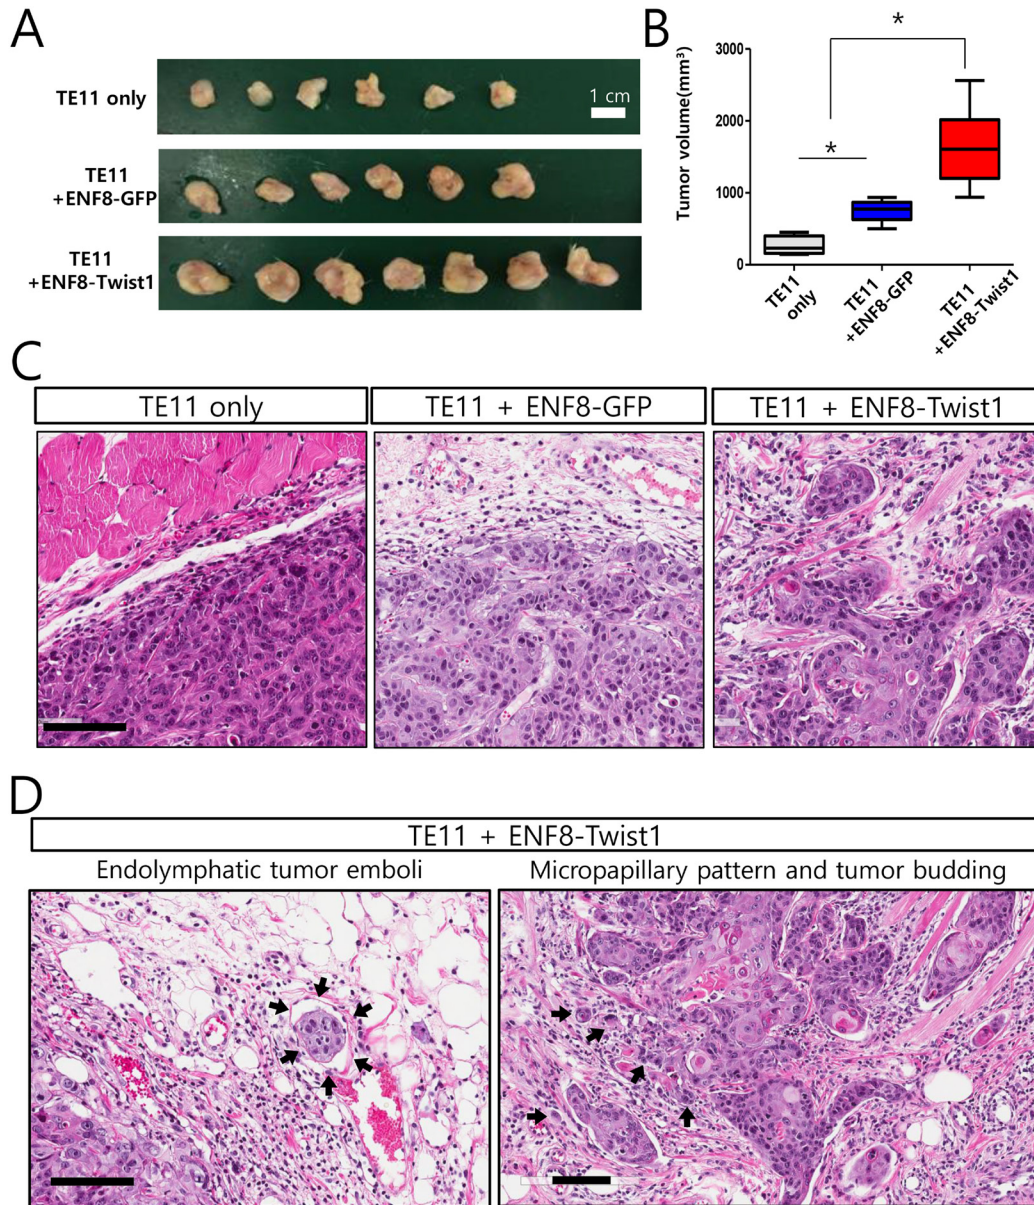 A
TE11 only
1 cm
TE11
+ENF8-GFP
TE11
+ENF8-Twist1
B
Tumor volume(mm³)
3000
2000
1000
0
*
*
TE11
only
TE11
+ENF8-GFP
TE11
+ENF8-Twist1
C
TE11 only
TE11 + ENF8-GFP
TE11 + ENF8-Twist1
D
TE11 + ENF8-Twist1
Endolymphatic tumor emboli
Micropapillary pattern and tumor budding